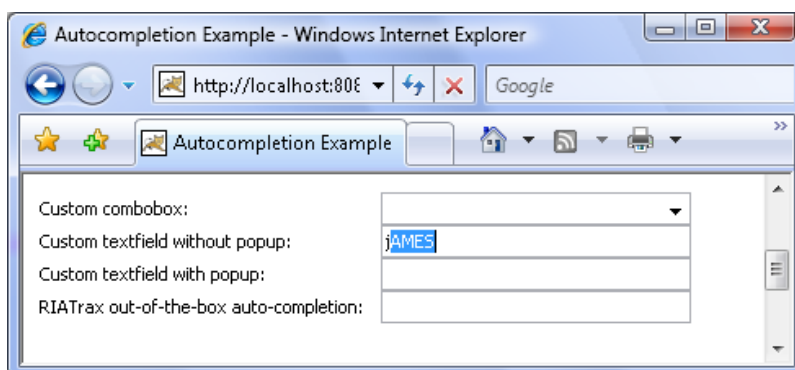 Autocompletion Example - Windows Internet Explorer
http://localhost:808
Google
Autocompletion Example
Custom combobox:
Custom textfield without popup: jAMES
Custom textfield with popup:
RIATrax out-of-the-box auto-completion: